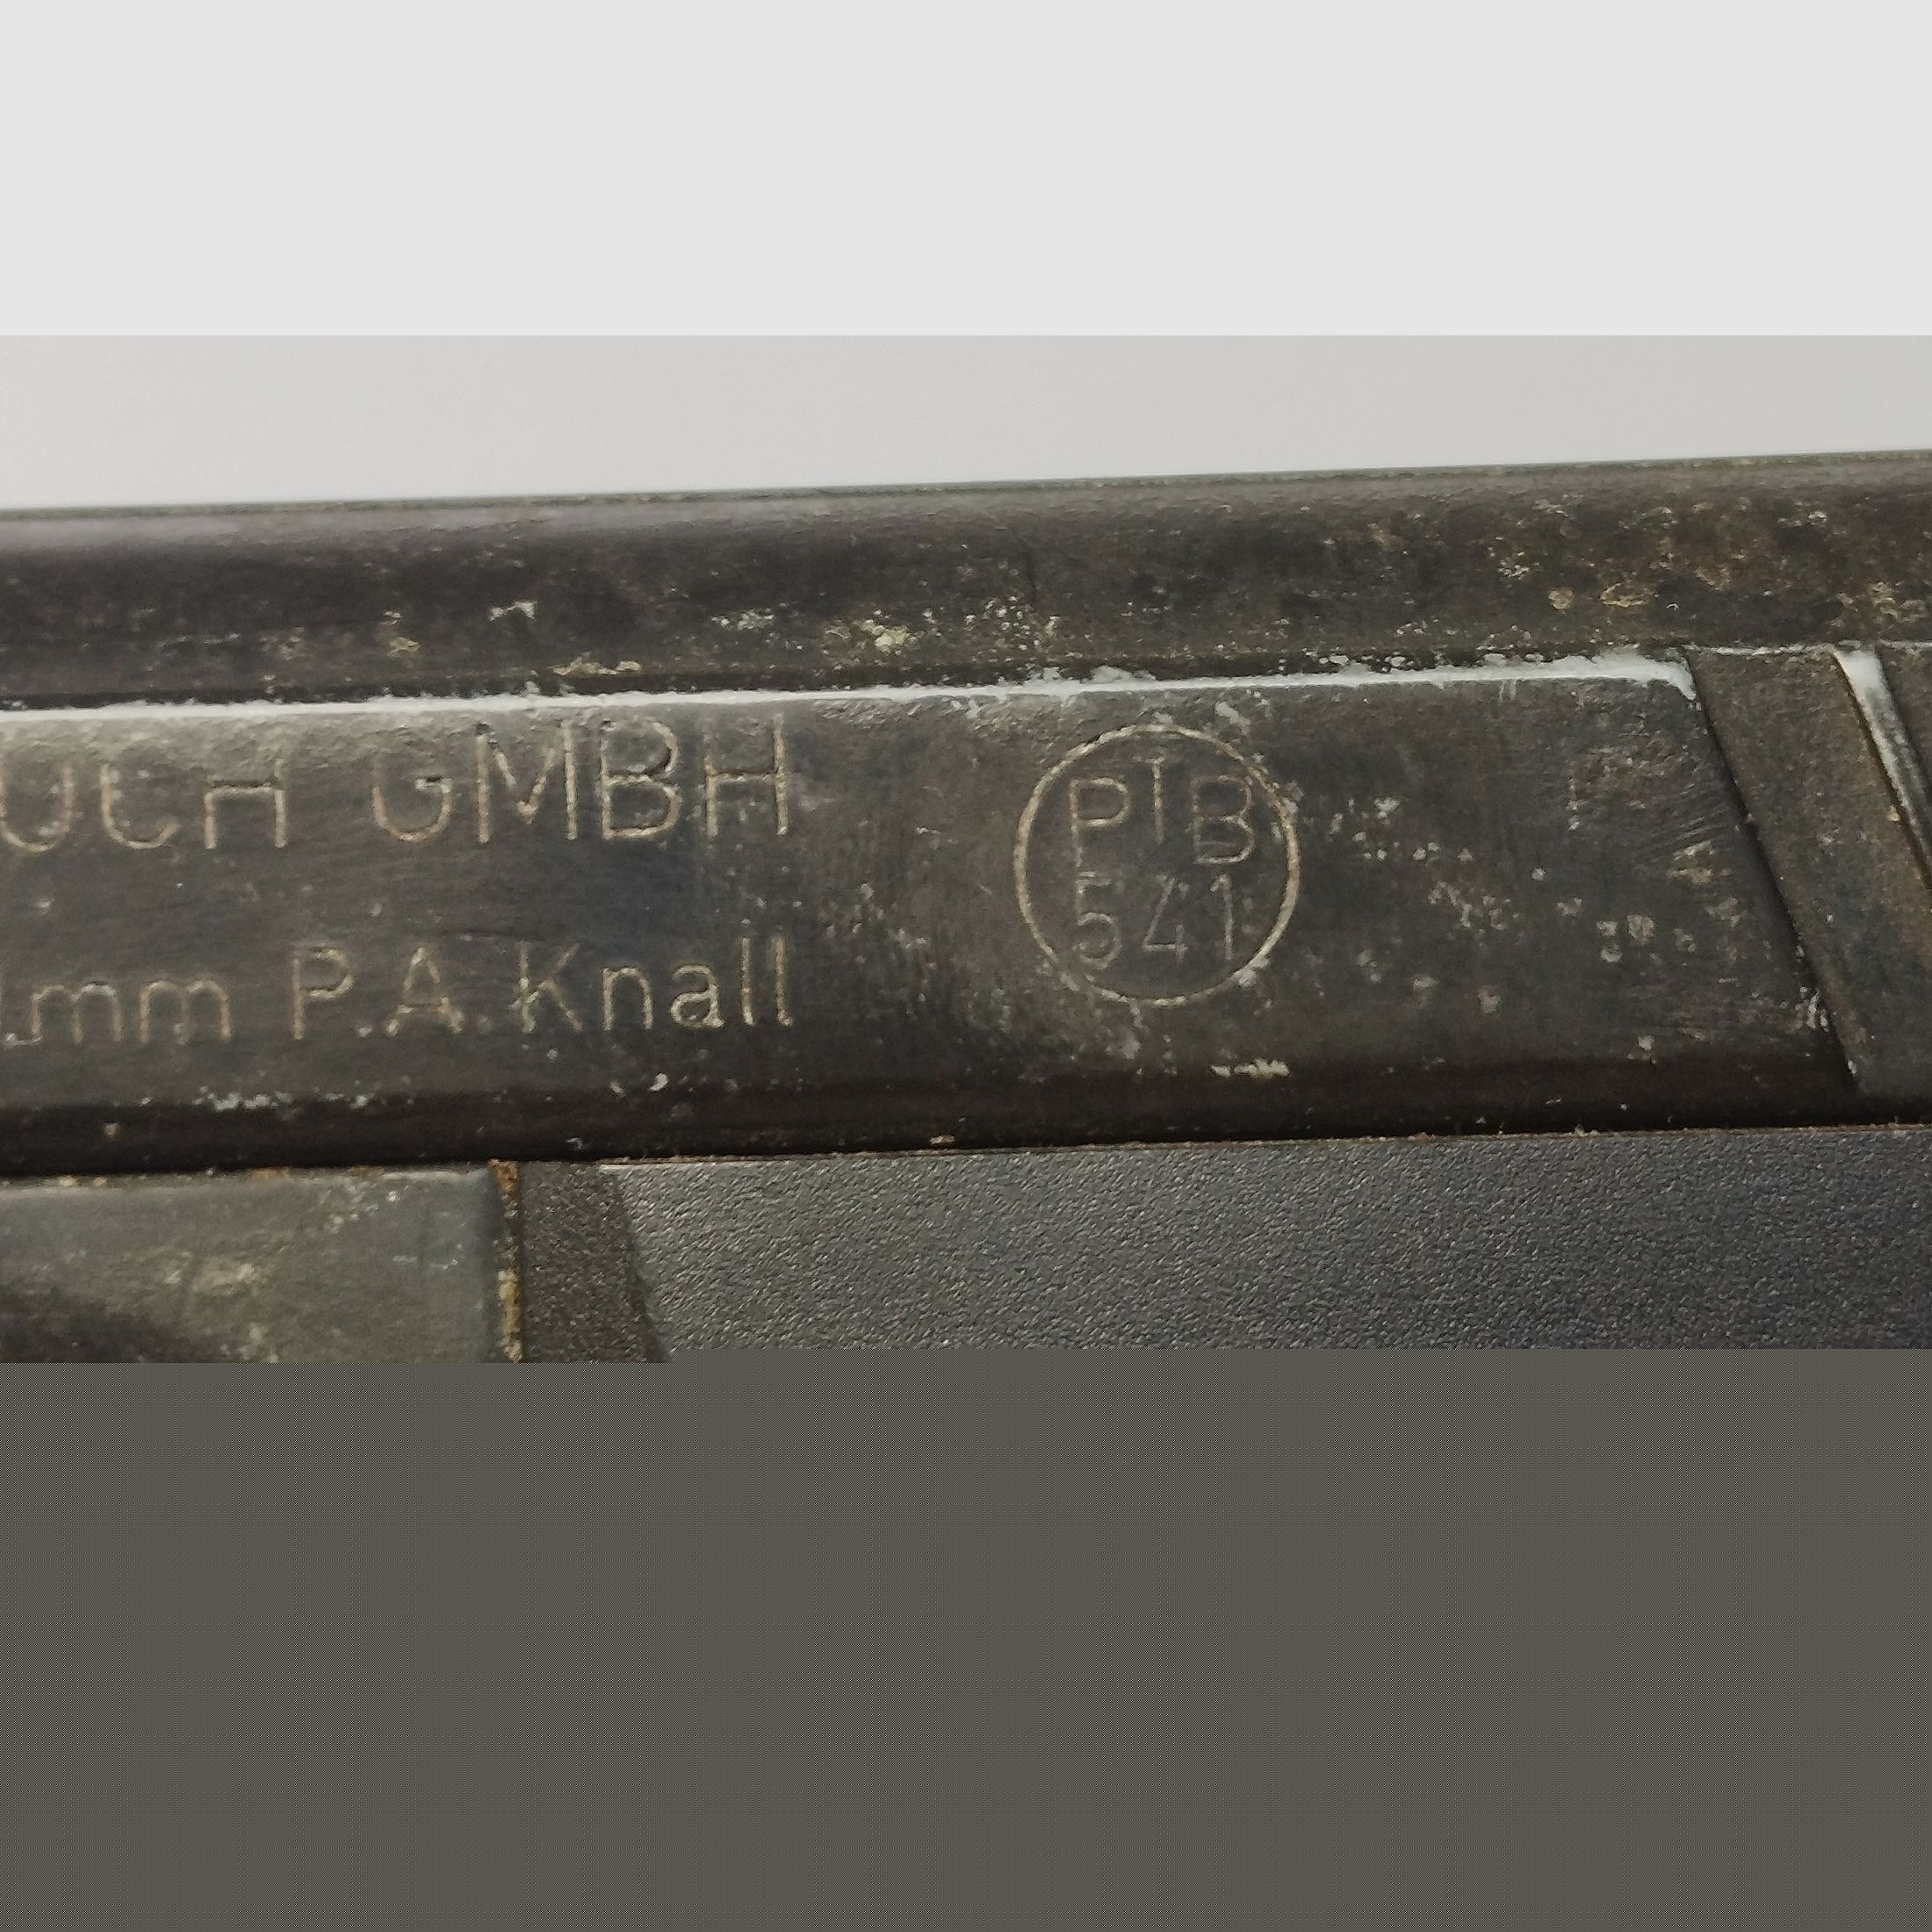 UCH GMBH
mm P.A.Knall
PTB
541